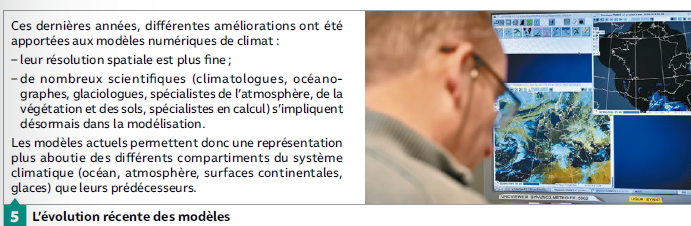 Ces dernières années, différentes améliorations ont été
apportées aux modèles numériques de climat :
– leur résolution spatiale est plus fine ;
– de nombreux scientifiques (climatologues, océano-
graphes, glaciologues, spécialistes de l'atmosphère, de la
végétation et des sols, spécialistes en calcul) s'impliquent
désormais dans la modélisation.
Les modèles actuels permettent donc une représentation
plus aboutie des différents compartiments du système
climatique (océan, atmosphère, surfaces continentales,
glaces) que leurs prédécesseurs.
5 L'évolution récente des modèles